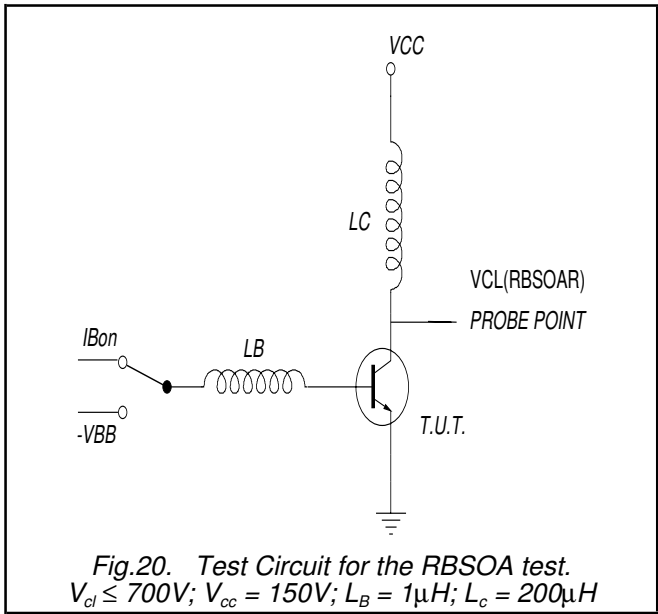 VCC
LC
VCL(RBSOAR)
PROBE POINT
IBon
LB
-VBB
T.U.T.
Fig.20. Test Circuit for the RBSOA test.
Vcl ≤ 700V; Vcc = 150V; LB = 1μH; Lc = 200μH